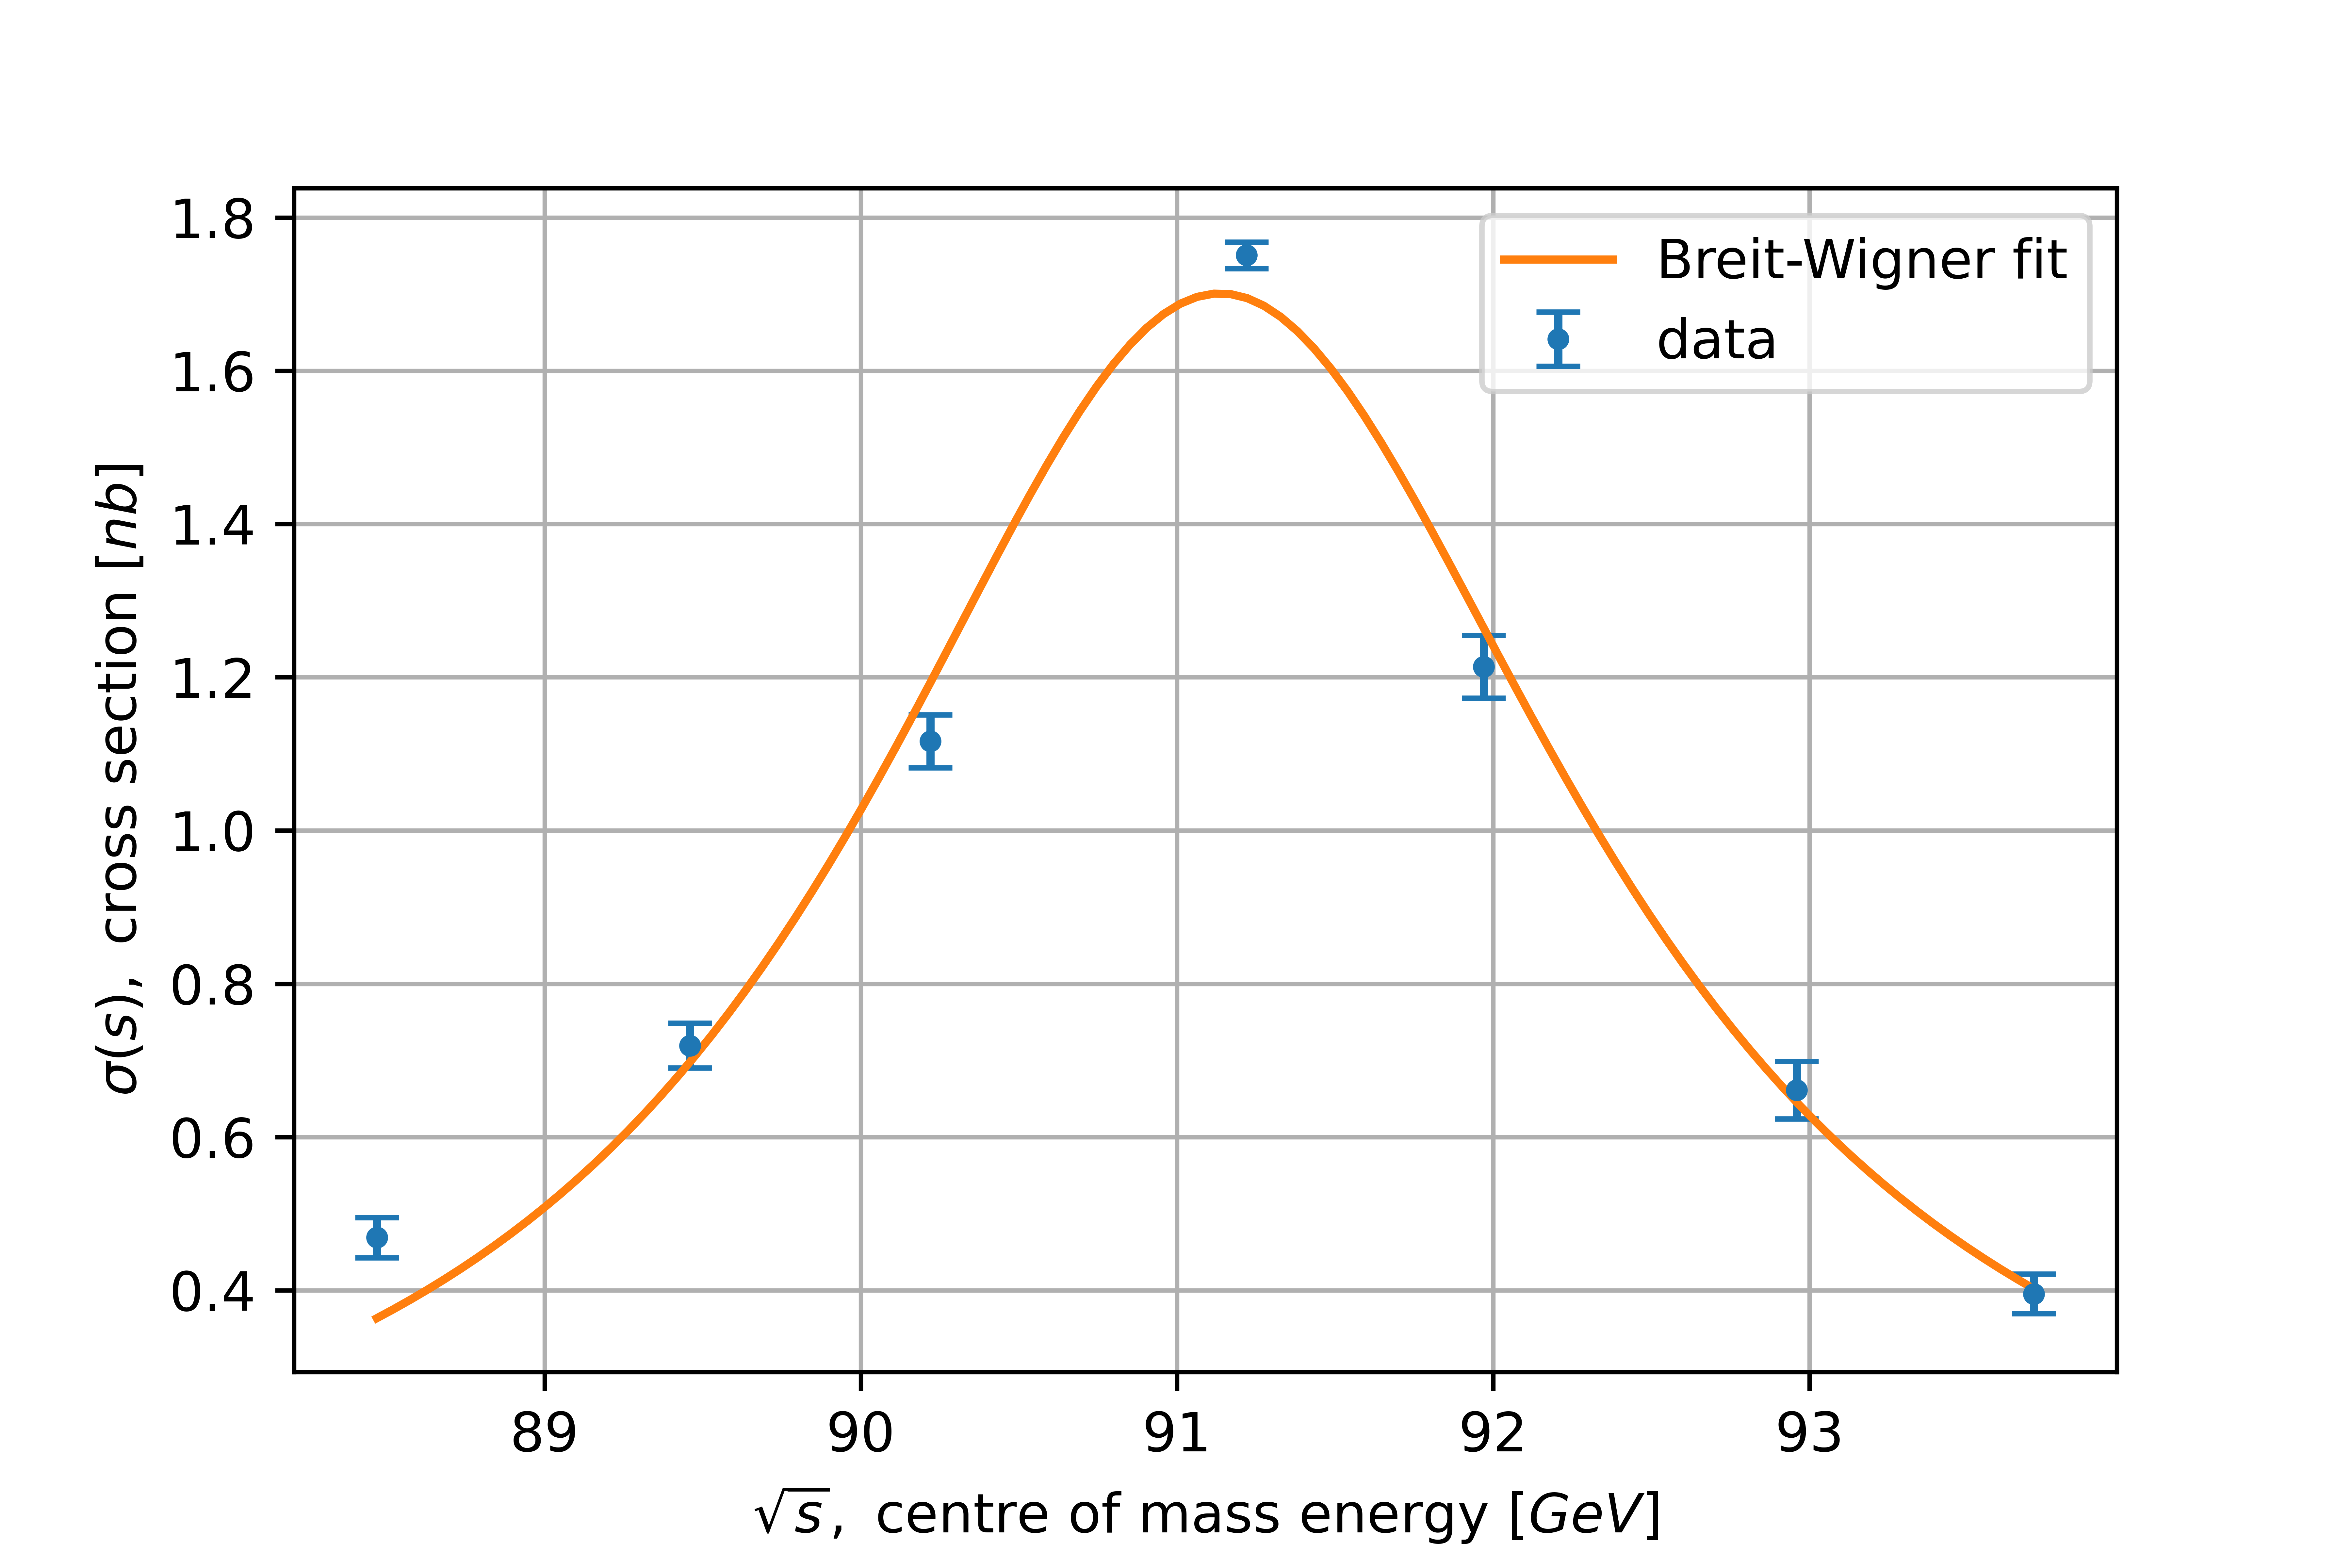 σ(s), cross section [nb]
1.8
1.6
1.4
1.2
1.0
0.8
0.6
0.4
Breit-Wigner fit
data
89 90 91 92 93
√s, centre of mass energy [GeV]